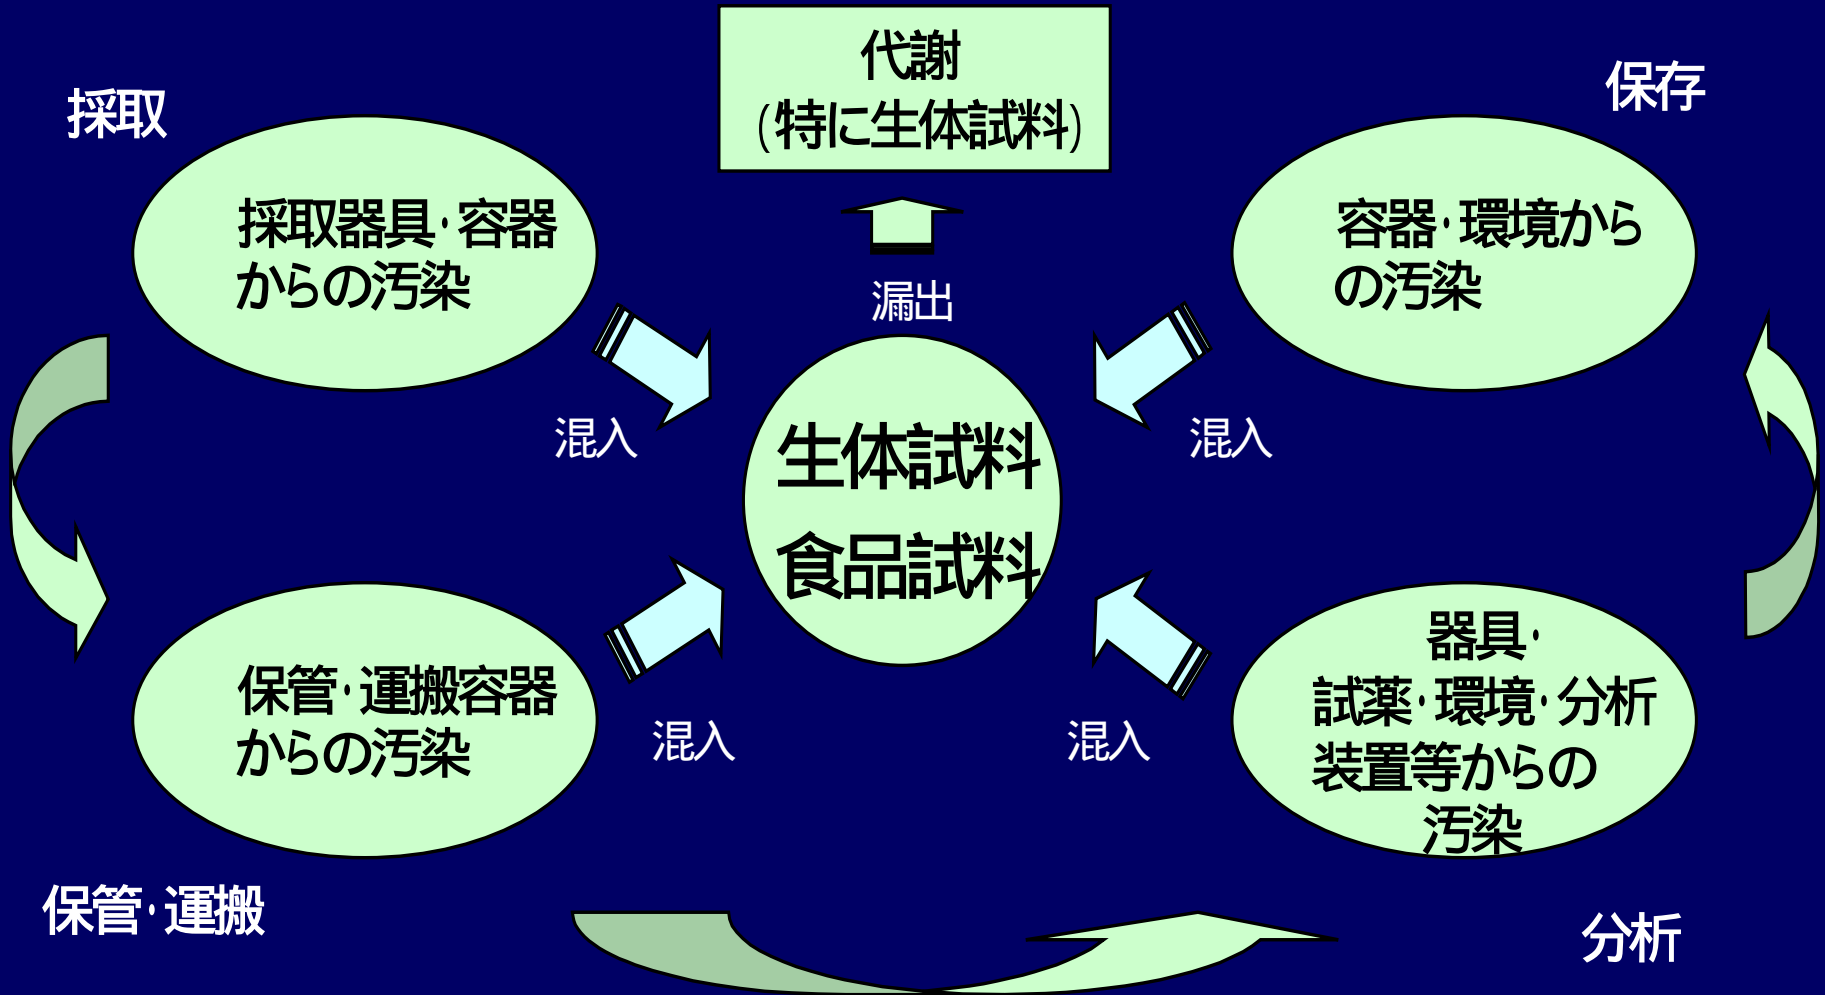 代謝
(特に生体試料)
採取
保存
採取器具・容器
からの汚染
容器・環境から
の汚染
漏出
混入
混入
生体試料
食品試料
保管・運搬容器
からの汚染
器具・
試薬・環境・分析
装置等からの
汚染
混入
混入
保管・運搬
分析